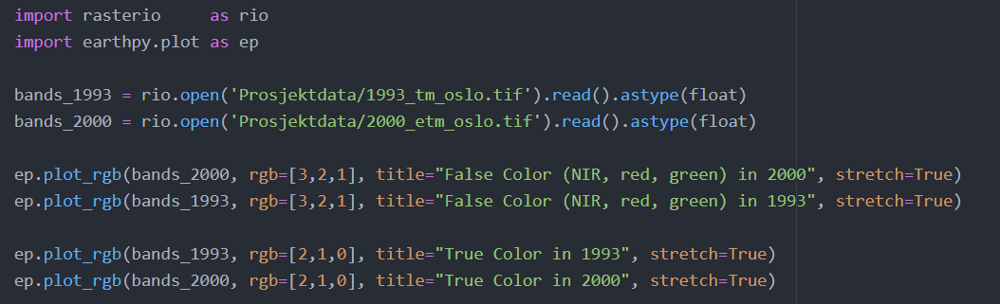 import rasterio     as rio
import earthpy.plot as ep
bands_1993 = rio.open('Prosjektdata/1993_tm_oslo.tif').read().astype(float)
bands_2000 = rio.open('Prosjektdata/2000_etm_oslo.tif').read().astype(float)
ep.plot_rgb(bands_2000, rgb=[3,2,1], title="False Color (NIR, red, green) in 2000", stretch=True)
ep.plot_rgb(bands_1993, rgb=[3,2,1], title="False Color (NIR, red, green) in 1993", stretch=True)
ep.plot_rgb(bands_1993, rgb=[2,1,0], title="True Color in 1993", stretch=True)
ep.plot_rgb(bands_2000, rgb=[2,1,0], title="True Color in 2000", stretch=True)